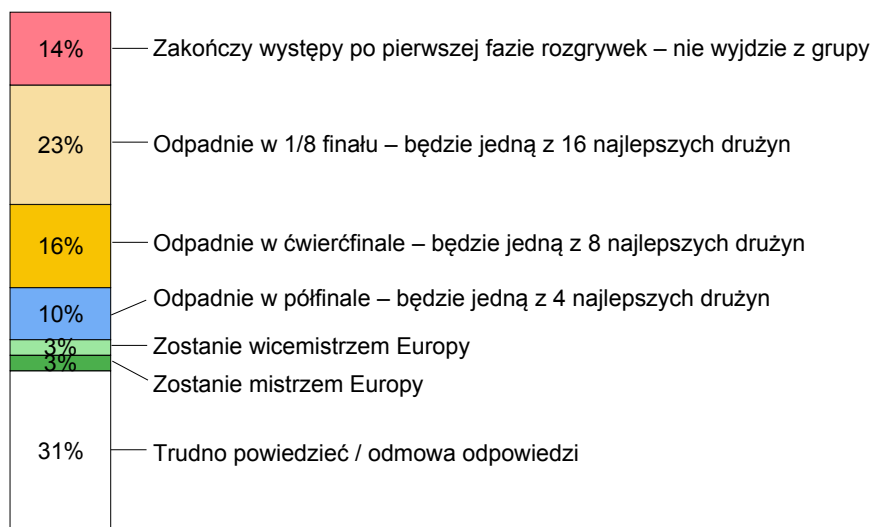 14% Zakończy występy po pierwszej fazie rozgrywek – nie wyjdzie z grupy
23% Odpadnie w 1/8 finału – będzie jedną z 16 najlepszych drużyn
16% Odpadnie w ćwierćfinale – będzie jedną z 8 najlepszych drużyn
10% Odpadnie w półfinale – będzie jedną z 4 najlepszych drużyn
3% Zostanie wicemistrzem Europy
3% Zostanie mistrzem Europy
31% Trudno powiedzieć / odmowa odpowiedzi